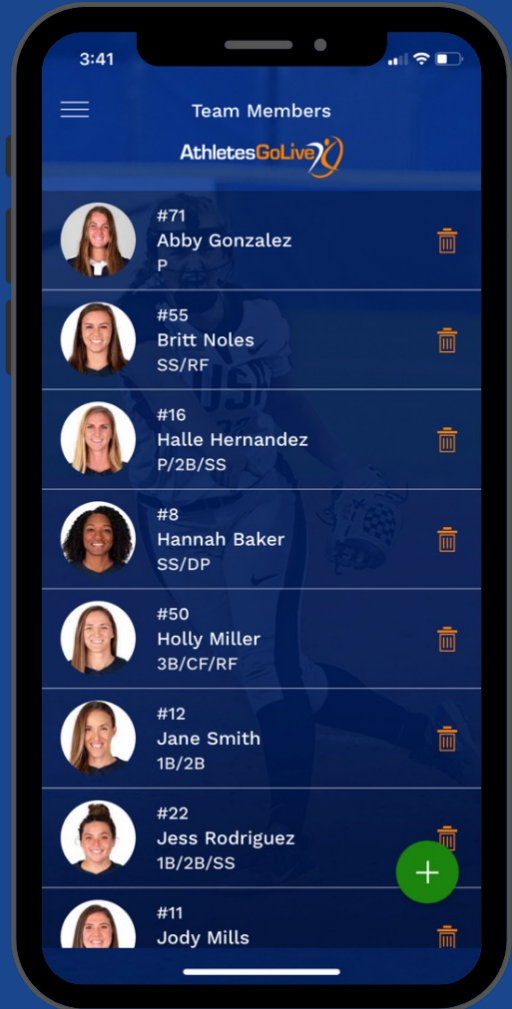 3:41
Team Members
AthletesGoLive
#71
Abby Gonzalez
P
#55
Britt Noles
SS/RF
#16
Halle Hernandez
P/2B/SS
#8
Hannah Baker
SS/DP
#50
Holly Miller
3B/CF/RF
#12
Jane Smith
1B/2B
#22
Jess Rodriguez
1B/2B/SS
+
#11
Jody Mills